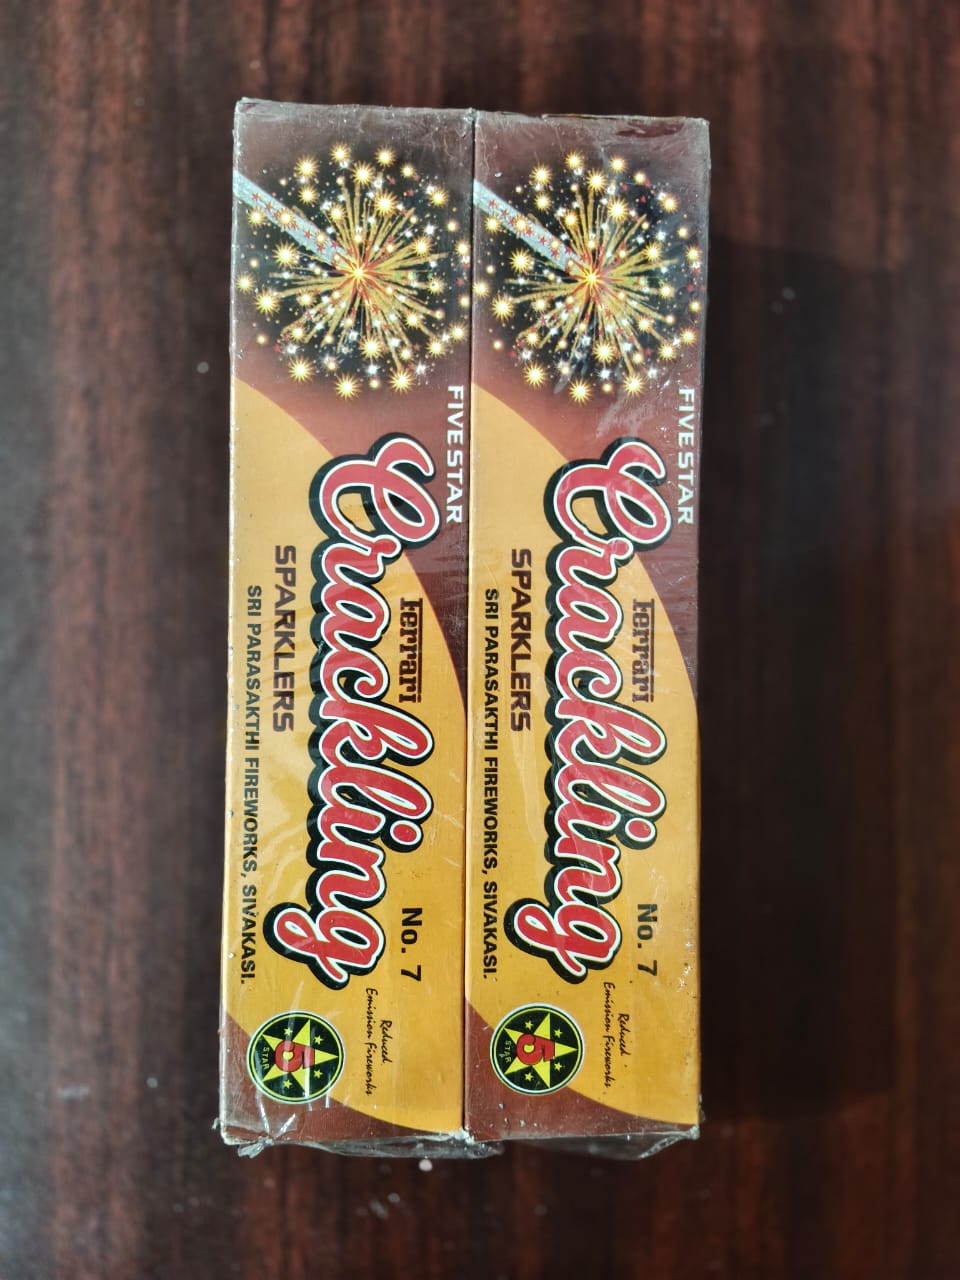 FIVE STAR
Ferrari
Crackling
No. 7
SPARKLERS
SRI PARASAKTHI FIREWORKS, SIVAKASI.
Reduced
Emission Fireworks
5
STAR
FIVE STAR
Ferrari
Crackling
No. 7
SPARKLERS
SRI PARASAKTHI FIREWORKS, SIVAKASI.
Reduced
Emission Fireworks
5
STAR